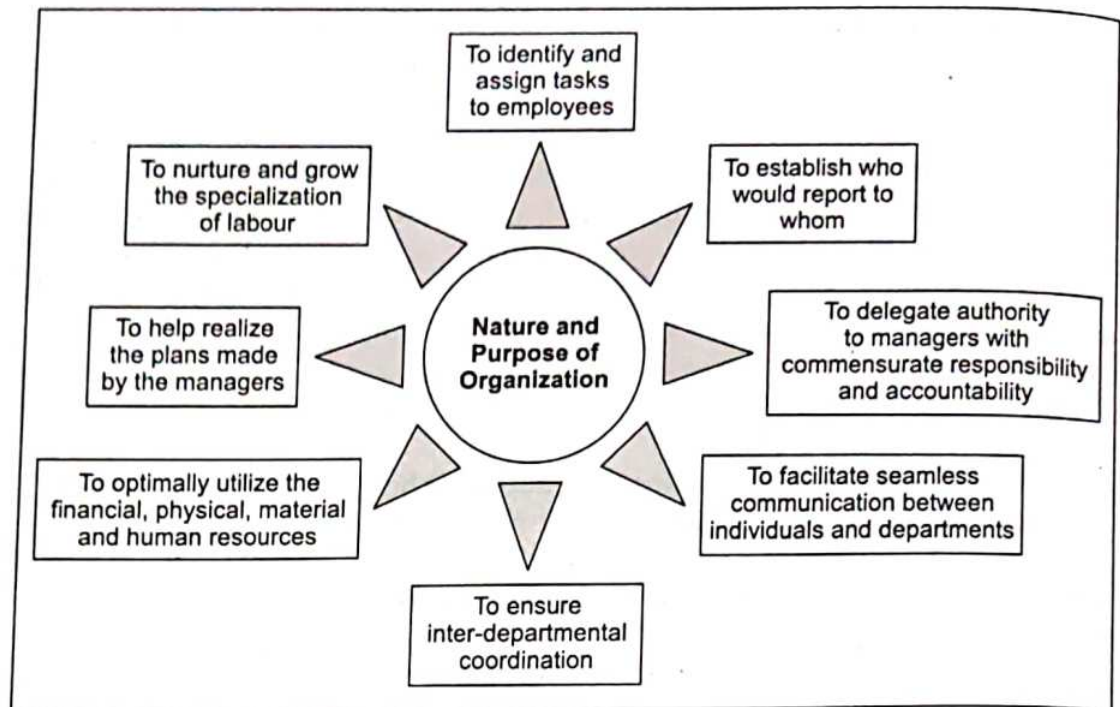 To identify and
assign tasks
to employees
To establish who
would report to
whom
To delegate authority
to managers with
commensurate responsibility
and accountability
To facilitate seamless
communication between
individuals and departments
To ensure
inter-departmental
coordination
To optimally utilize the
financial, physical, material
and human resources
To help realize
the plans made
by the managers
To nurture and grow
the specialization
of labour
Nature and
Purpose of
Organization